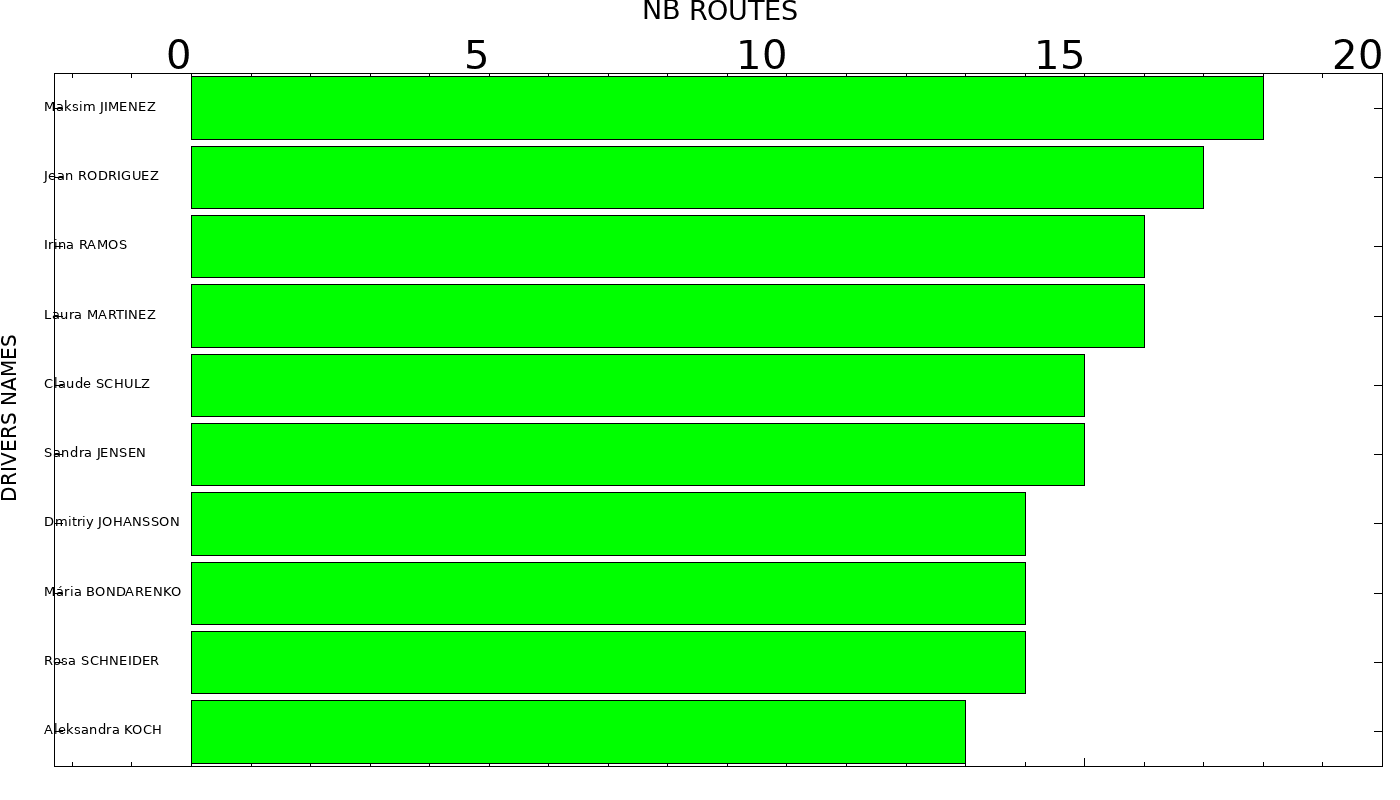 NB ROUTES
0 5 10 15 20
Maksim JIMENEZ
Jean RODRIGUEZ
Irina RAMOS
Laura MARTINEZ
Claude SCHULZ
Sandra JENSEN
Dmitriy JOHANSSON
Mária BONDARENKO
Rosa SCHNEIDER
Aleksandra KOCH
DRIVERS NAMES